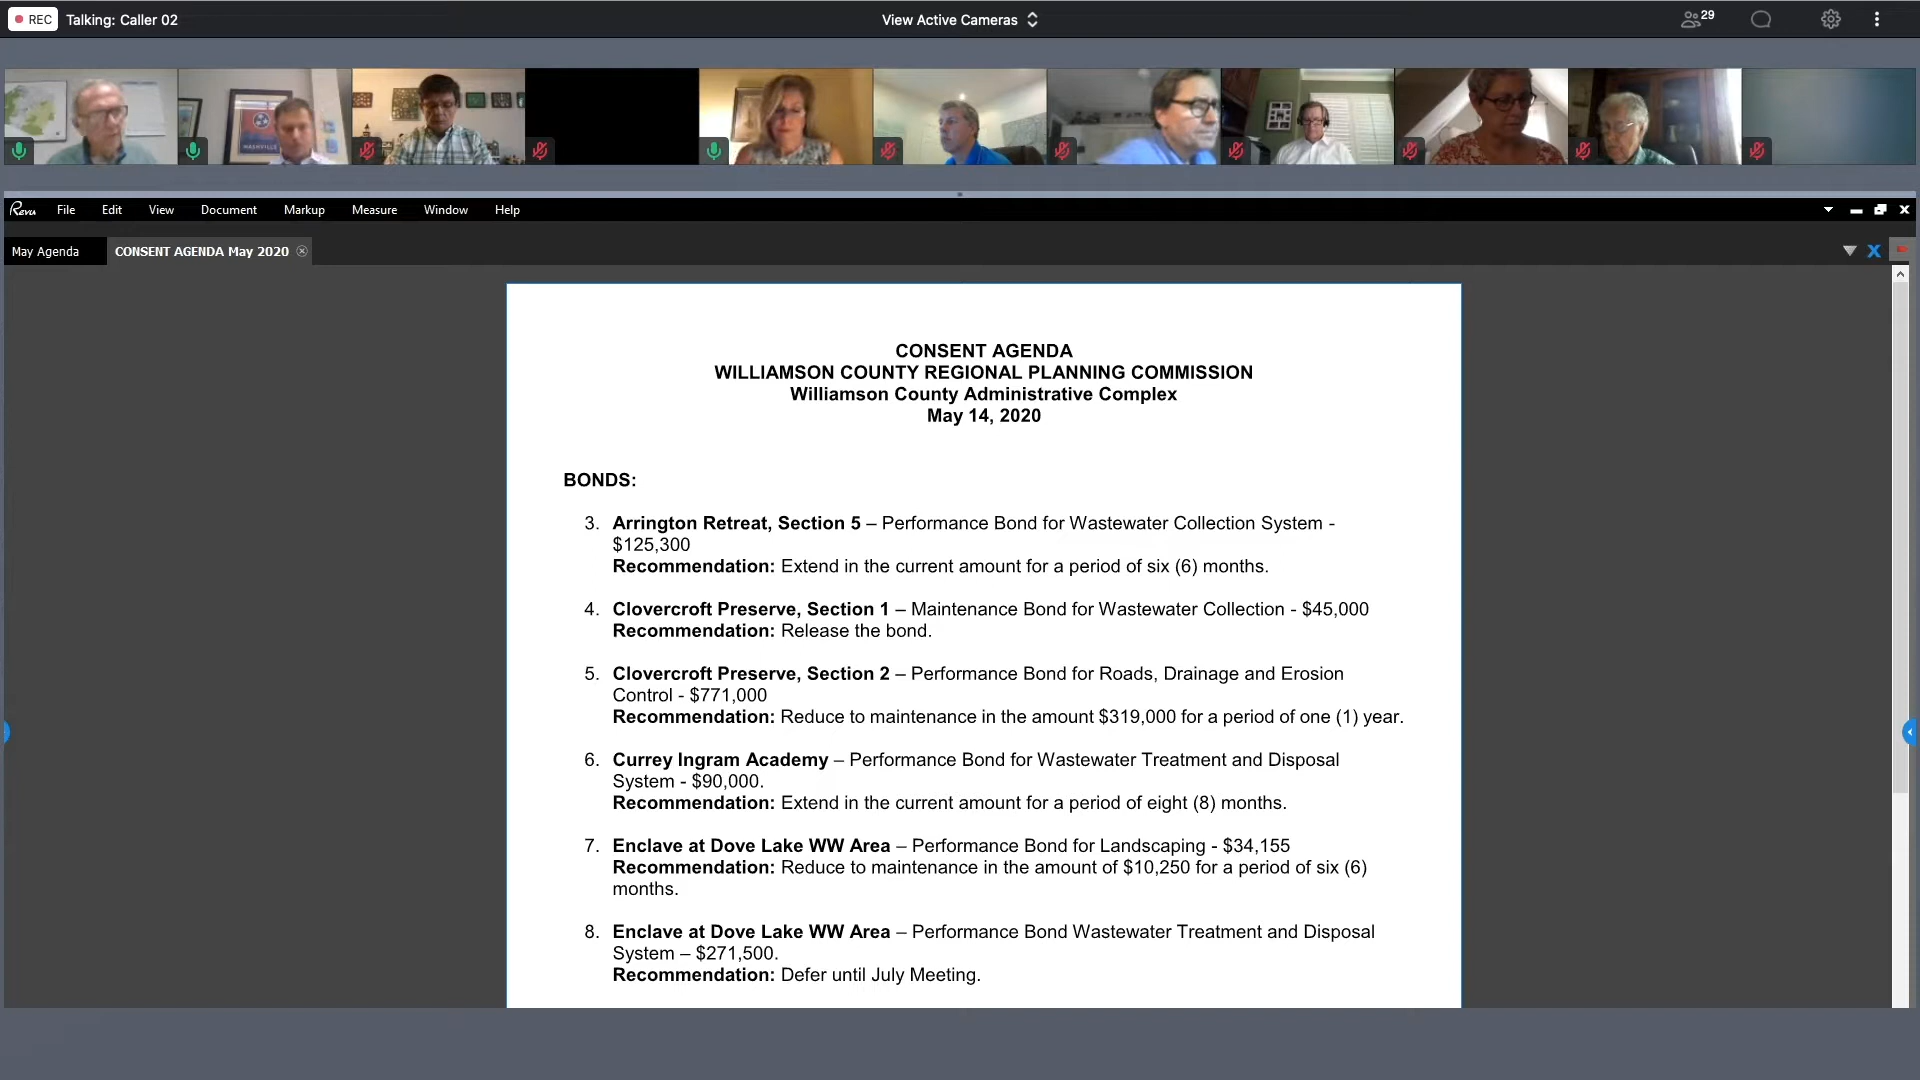 REC Talking: Caller 02 View Active Cameras 29
NASHVILLE
Revu File Edit View Document Markup Measure Window Help
May Agenda CONSENT AGENDA May 2020
CONSENT AGENDA
WILLIAMSON COUNTY REGIONAL PLANNING COMMISSION
Williamson County Administrative Complex
May 14, 2020
BONDS:
3. Arrington Retreat, Section 5 – Performance Bond for Wastewater Collection System -
$125,300
Recommendation: Extend in the current amount for a period of six (6) months.
4. Clovercroft Preserve, Section 1 – Maintenance Bond for Wastewater Collection - $45,000
Recommendation: Release the bond.
5. Clovercroft Preserve, Section 2 – Performance Bond for Roads, Drainage and Erosion
Control - $771,000
Recommendation: Reduce to maintenance in the amount $319,000 for a period of one (1) year.
6. Currey Ingram Academy – Performance Bond for Wastewater Treatment and Disposal
System - $90,000.
Recommendation: Extend in the current amount for a period of eight (8) months.
7. Enclave at Dove Lake WW Area – Performance Bond for Landscaping - $34,155
Recommendation: Reduce to maintenance in the amount of $10,250 for a period of six (6)
months.
8. Enclave at Dove Lake WW Area – Performance Bond Wastewater Treatment and Disposal
System – $271,500.
Recommendation: Defer until July Meeting.